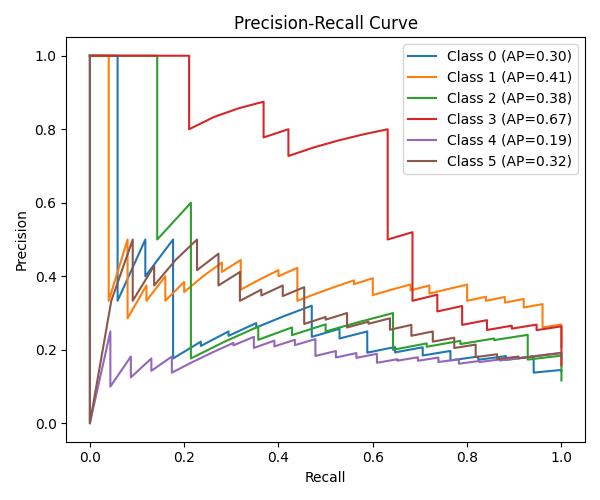 Precision-Recall Curve
Class 0 (AP=0.30)
Class 1 (AP=0.41)
Class 2 (AP=0.38)
Class 3 (AP=0.67)
Class 4 (AP=0.19)
Class 5 (AP=0.32)
Precision
1.0
0.8
0.6
0.4
0.2
0.0
0.0 0.2 0.4 0.6 0.8 1.0
Recall